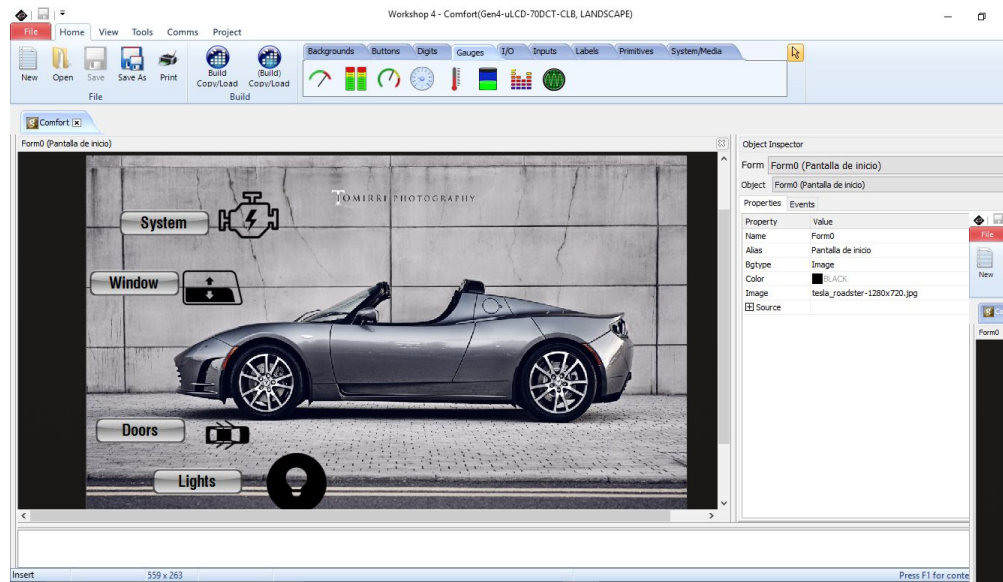 Workshop 4 - Comfort(Gen4-uLCD-70DCT-CLB, LANDSCAPE)
File Home View Tools Comms Project
New Open Save Save As Print Build Copy/Load (Build) Copy/Load
File Build
Backgrounds Buttons Digits Gauges I/O Inputs Labels Primitives System/Media
Comfort
Form0 (Pantalla de inicio)
TOMIRRI PHOTOGRAPHY
System
Window
Doors
Lights
Object Inspector
Form Form0 (Pantalla de inicio)
Object Form0 (Pantalla de inicio)
Properties Events
Property Value
Name Form0
Alias Pantalla de inicio
Bgtype Image
Color BLACK
Image tesla_roadster-1280x720.jpg
Source
File
New
Form0
Insert 559 x 263 Press F1 for conte